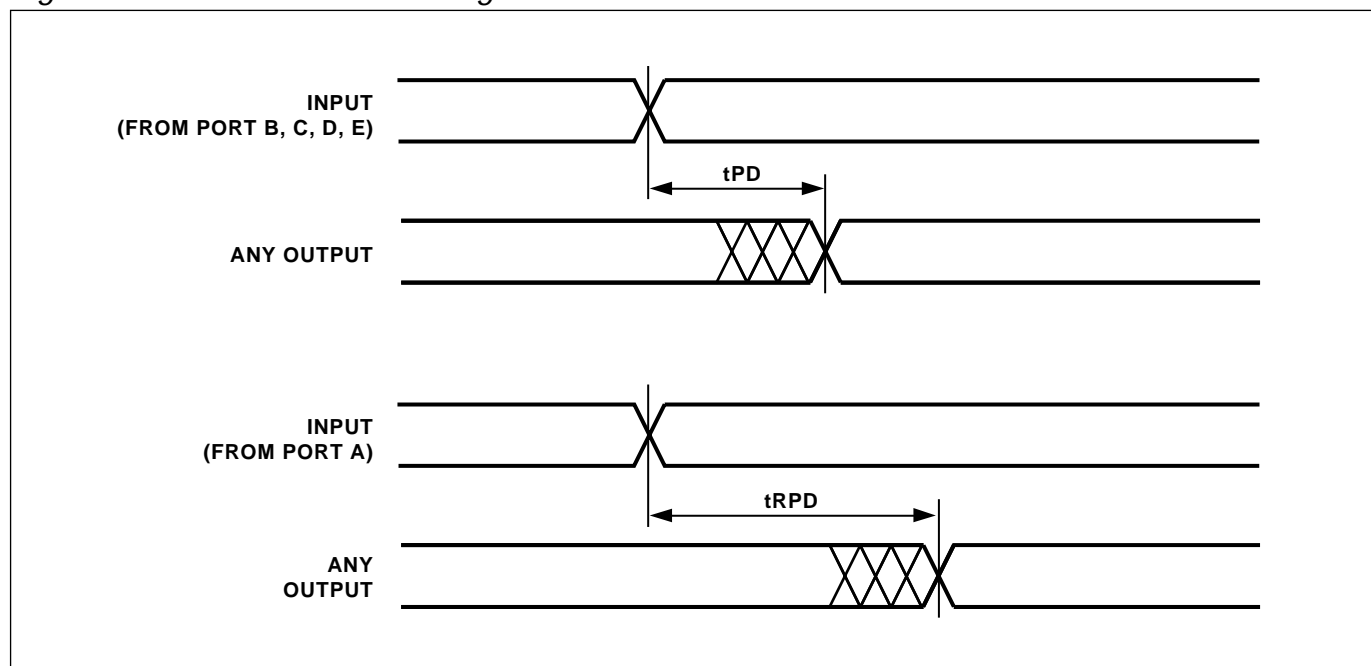 INPUT
(FROM PORT B, C, D, E)
tPD
ANY OUTPUT
INPUT
(FROM PORT A)
tRPD
ANY
OUTPUT